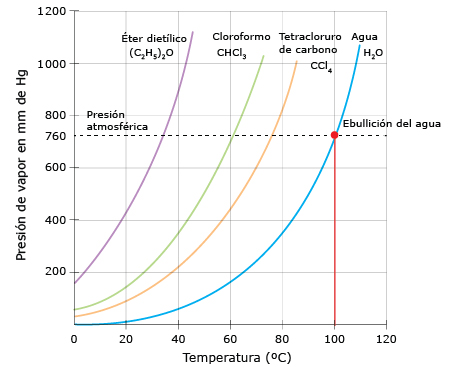 Presión de vapor en mm de Hg
1200
1000
800
760
600
400
200
Éter dietílico
(C₂H₅)₂O
Cloroformo
CHCl₃
Tetracloruro
de carbono
CCl₄
Agua
H₂O
Presión
atmosférica
Ebullición del agua
0 20 40 60 80 100 120
Temperatura (ºC)